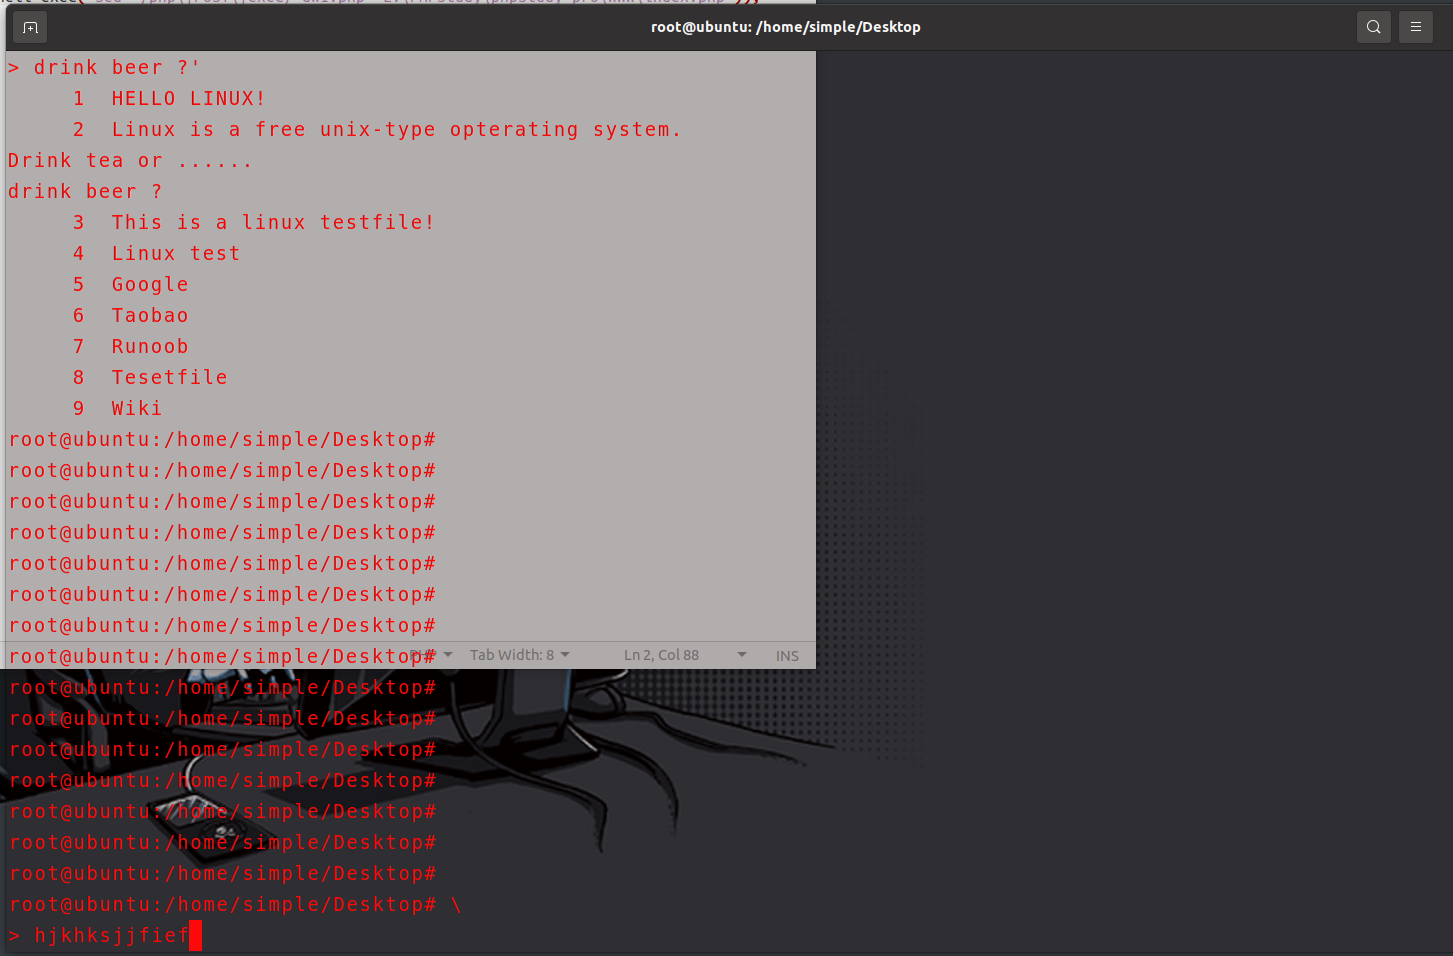 root@ubuntu: /home/simple/Desktop
> drink beer ?'
1 HELLO LINUX!
2 Linux is a free unix-type opterating system.
Drink tea or ......
drink beer ?
3 This is a linux testfile!
4 Linux test
5 Google
6 Taobao
7 Runoob
8 Tesetfile
9 Wiki
root@ubuntu:/home/simple/Desktop#
root@ubuntu:/home/simple/Desktop#
root@ubuntu:/home/simple/Desktop#
root@ubuntu:/home/simple/Desktop#
root@ubuntu:/home/simple/Desktop#
root@ubuntu:/home/simple/Desktop#
root@ubuntu:/home/simple/Desktop#
root@ubuntu:/home/simple/Desktop#
PHP Tab Width: 8 Ln 2, Col 88 INS
root@ubuntu:/home/simple/Desktop#
root@ubuntu:/home/simple/Desktop#
root@ubuntu:/home/simple/Desktop#
root@ubuntu:/home/simple/Desktop#
root@ubuntu:/home/simple/Desktop#
root@ubuntu:/home/simple/Desktop#
root@ubuntu:/home/simple/Desktop#
root@ubuntu:/home/simple/Desktop# \
> hjkhksjjfief